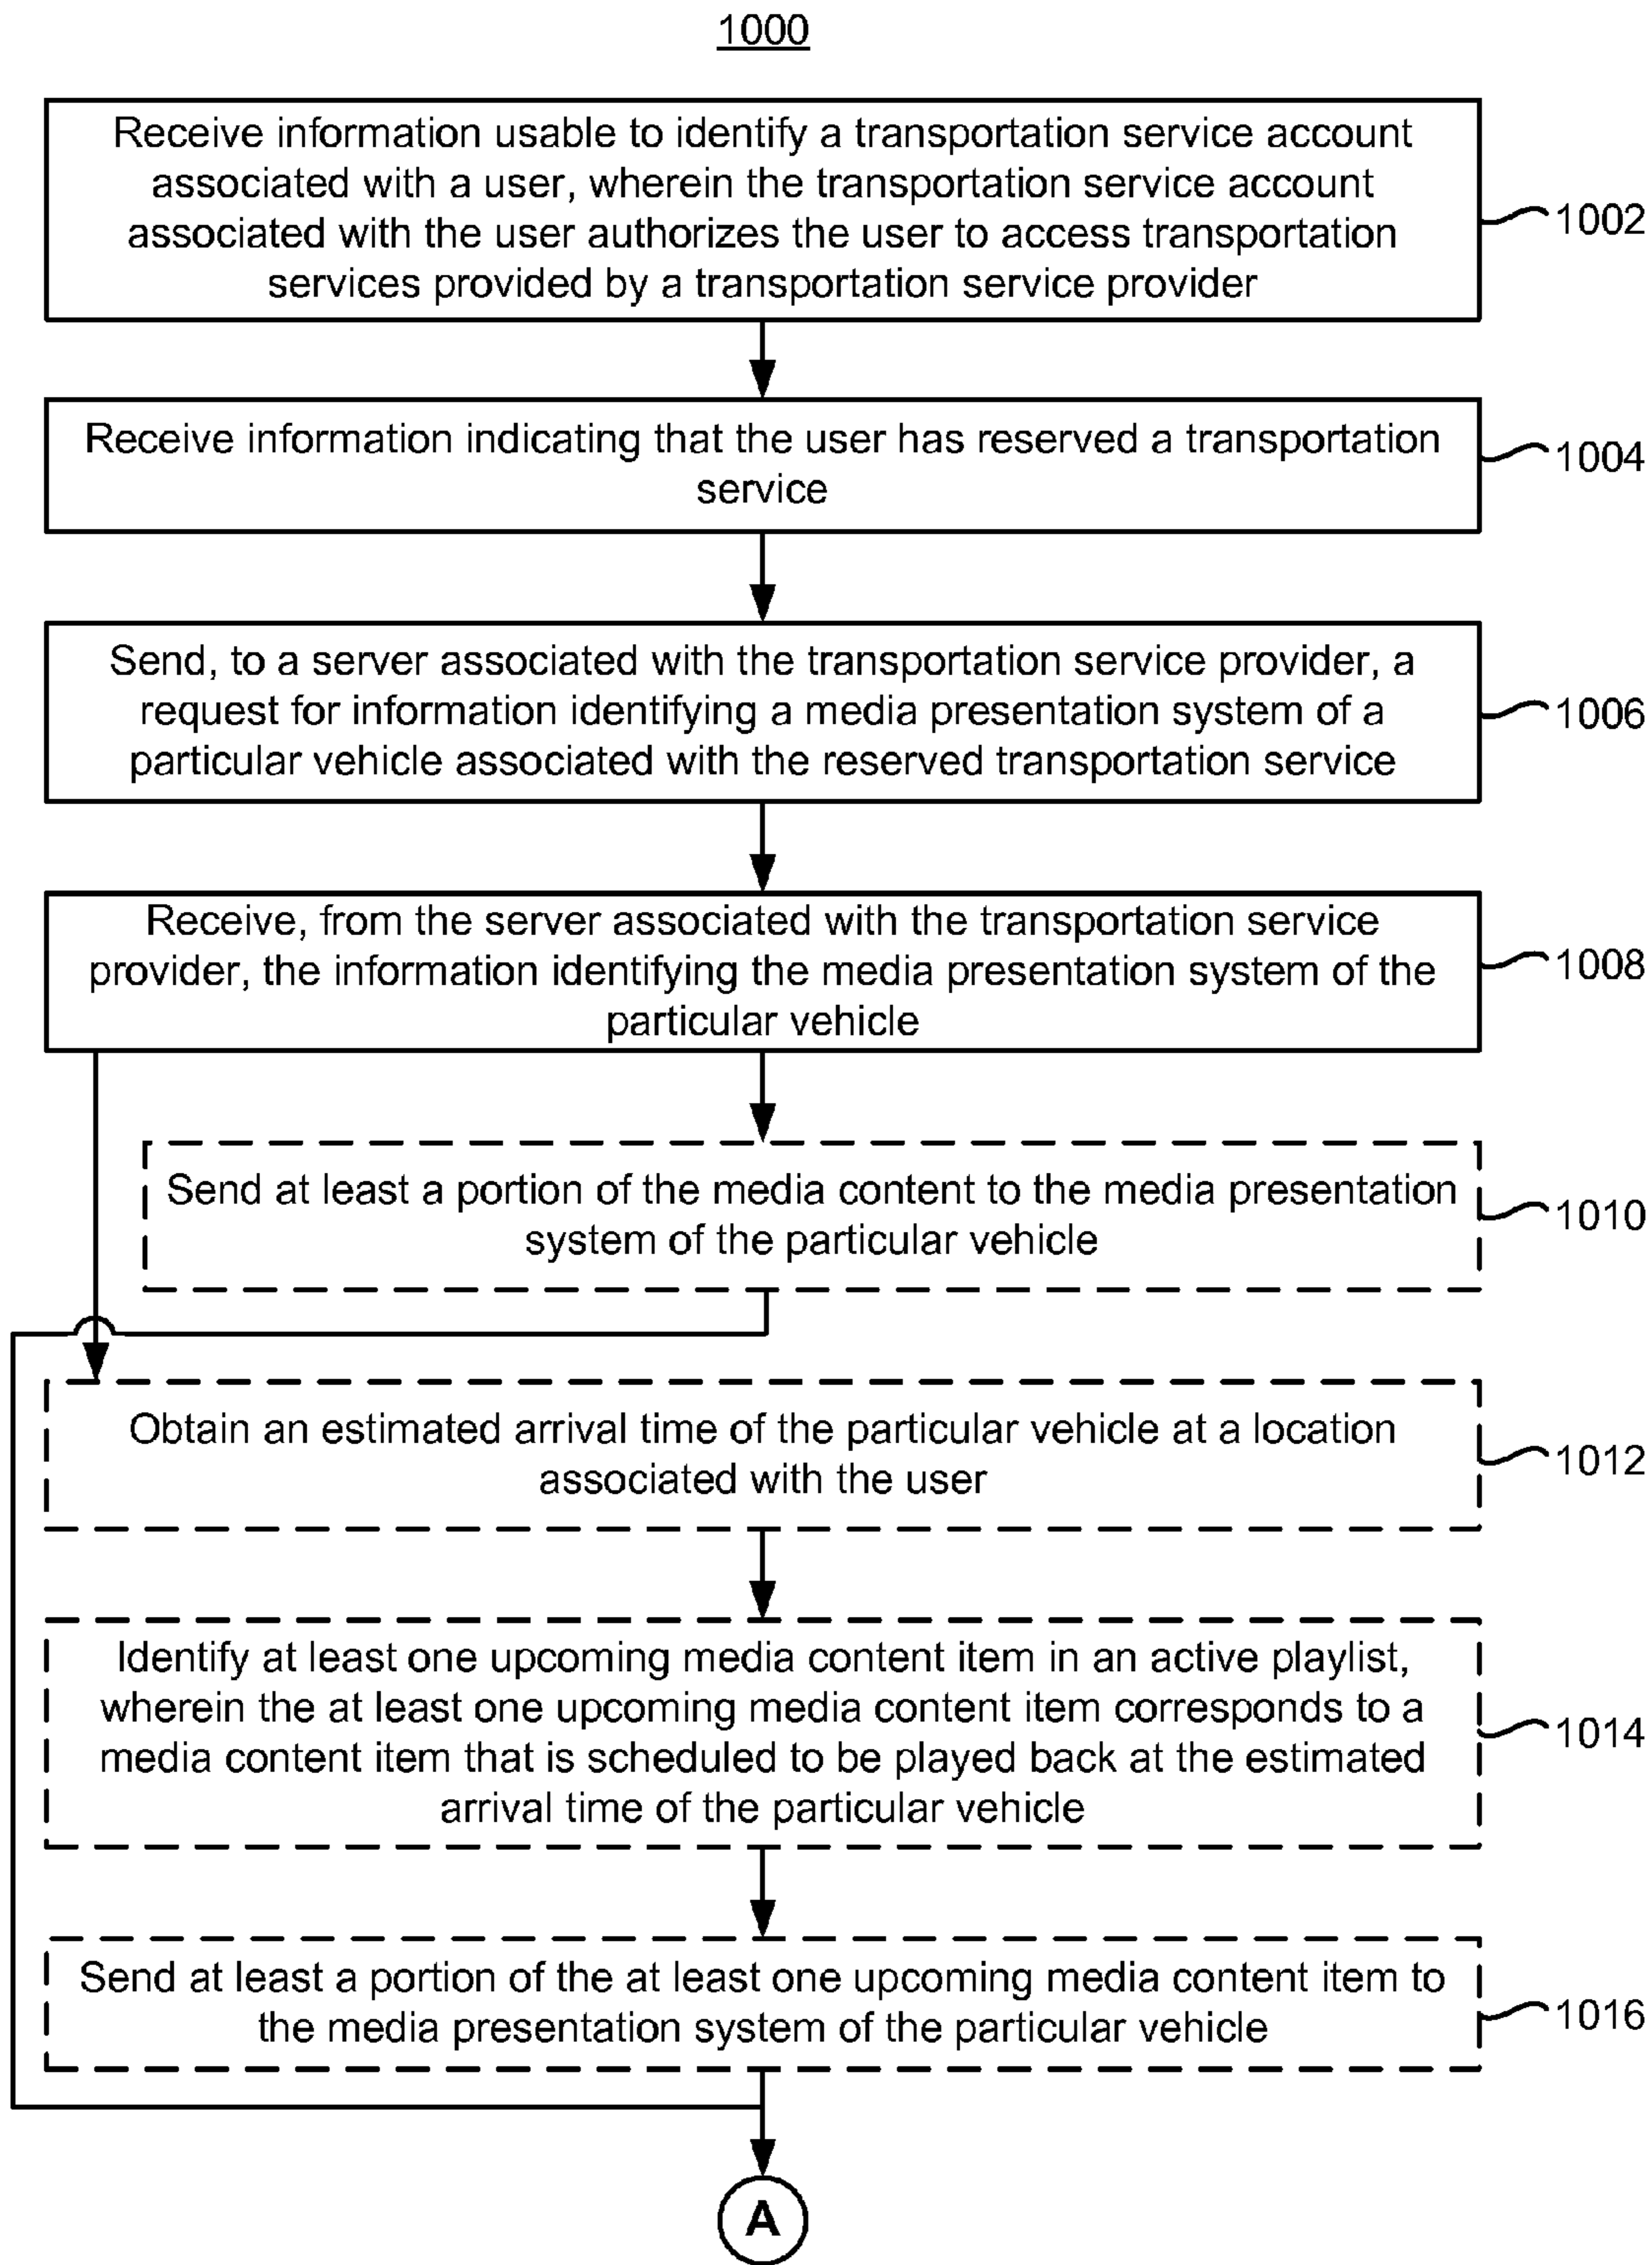 1000
Receive information usable to identify a transportation service account
associated with a user, wherein the transportation service account
associated with the user authorizes the user to access transportation
services provided by a transportation service provider
1002
Receive information indicating that the user has reserved a transportation
service
1004
Send, to a server associated with the transportation service provider, a
request for information identifying a media presentation system of a
particular vehicle associated with the reserved transportation service
1006
Receive, from the server associated with the transportation service
provider, the information identifying the media presentation system of the
particular vehicle
1008
Send at least a portion of the media content to the media presentation
system of the particular vehicle
1010
Obtain an estimated arrival time of the particular vehicle at a location
associated with the user
1012
Identify at least one upcoming media content item in an active playlist,
wherein the at least one upcoming media content item corresponds to a
media content item that is scheduled to be played back at the estimated
arrival time of the particular vehicle
1014
Send at least a portion of the at least one upcoming media content item to
the media presentation system of the particular vehicle
1016
A